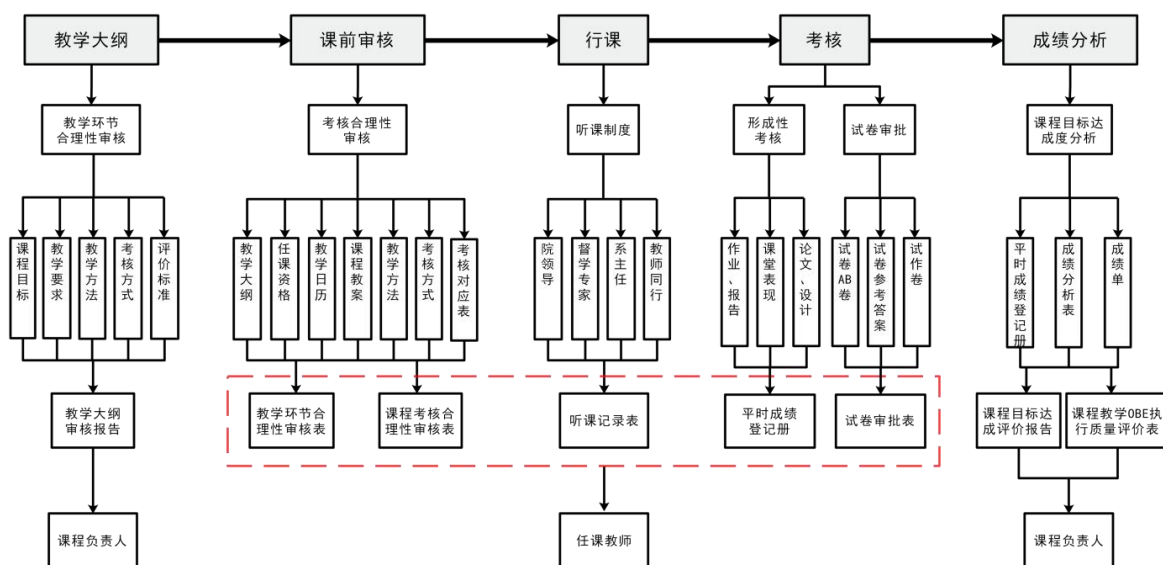 教学大纲
课前审核
行课
考核
成绩分析
教学环节
合理性审核
考核合理性
审核
听课制度
形成性
考核
试卷审批
课程目标达
成度分析
课程目标
教学要求
教学方法
考核方式
评价标准
教学大纲
任课资格
教学日历
课程教案
教学方法
考核方式
考核对应表
院领导
督学专家
系主任
教师同行
作业、报告
课堂表现
论文、设计
试卷AB卷
试卷参考答案
试作卷
平时成绩登记册
成绩分析表
成绩单
教学大纲
审核报告
教学环节合
理性审核表
课程考核合
理性审核表
听课记录表
平时成绩
登记册
试卷审批表
课程目标达
成评价报告
课程教学OBE执
行质量评价表
课程负责人
任课教师
课程负责人